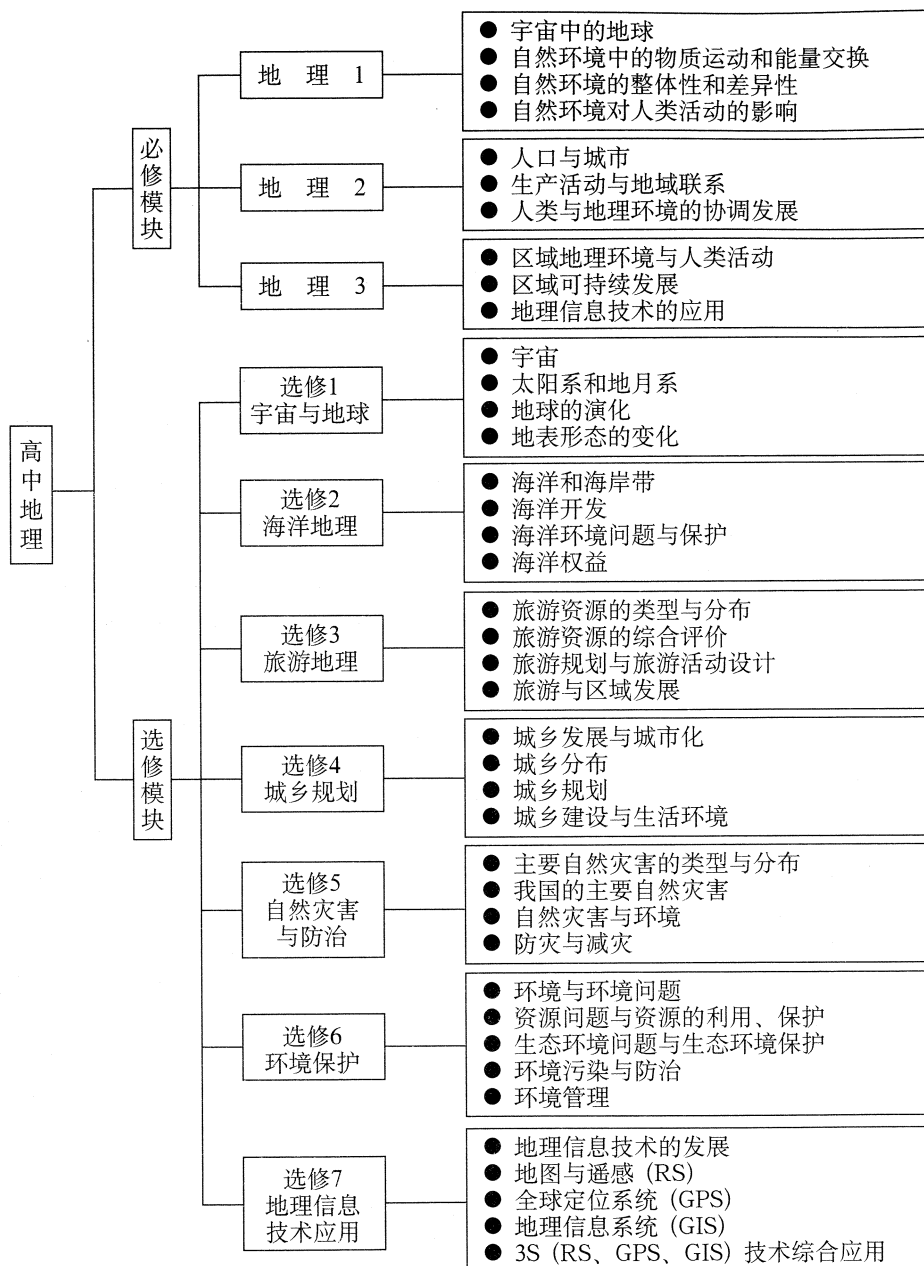 高中地理
必修模块
地理 1
● 宇宙中的地球
● 自然环境中的物质运动和能量交换
● 自然环境的整体性和差异性
● 自然环境对人类活动的影响
地理 2
● 人口与城市
● 生产活动与地域联系
● 人类与地理环境的协调发展
地理 3
● 区域地理环境与人类活动
● 区域可持续发展
● 地理信息技术的应用
选修模块
选修1
宇宙与地球
● 宇宙
● 太阳系和地月系
● 地球的演化
● 地表形态的变化
选修2
海洋地理
● 海洋和海岸带
● 海洋开发
● 海洋环境问题与保护
● 海洋权益
选修3
旅游地理
● 旅游资源的类型与分布
● 旅游资源的综合评价
● 旅游规划与旅游活动设计
● 旅游与区域发展
选修4
城乡规划
● 城乡发展与城市化
● 城乡分布
● 城乡规划
● 城乡建设与生活环境
选修5
自然灾害
与防治
● 主要自然灾害的类型与分布
● 我国的主要自然灾害
● 自然灾害与环境
● 防灾与减灾
选修6
环境保护
● 环境与环境问题
● 资源问题与资源的利用、保护
● 生态环境问题与生态环境保护
● 环境污染与防治
● 环境管理
选修7
地理信息
技术应用
● 地理信息技术的发展
● 地图与遥感 (RS)
● 全球定位系统 (GPS)
● 地理信息系统 (GIS)
● 3S (RS、GPS、GIS) 技术综合应用